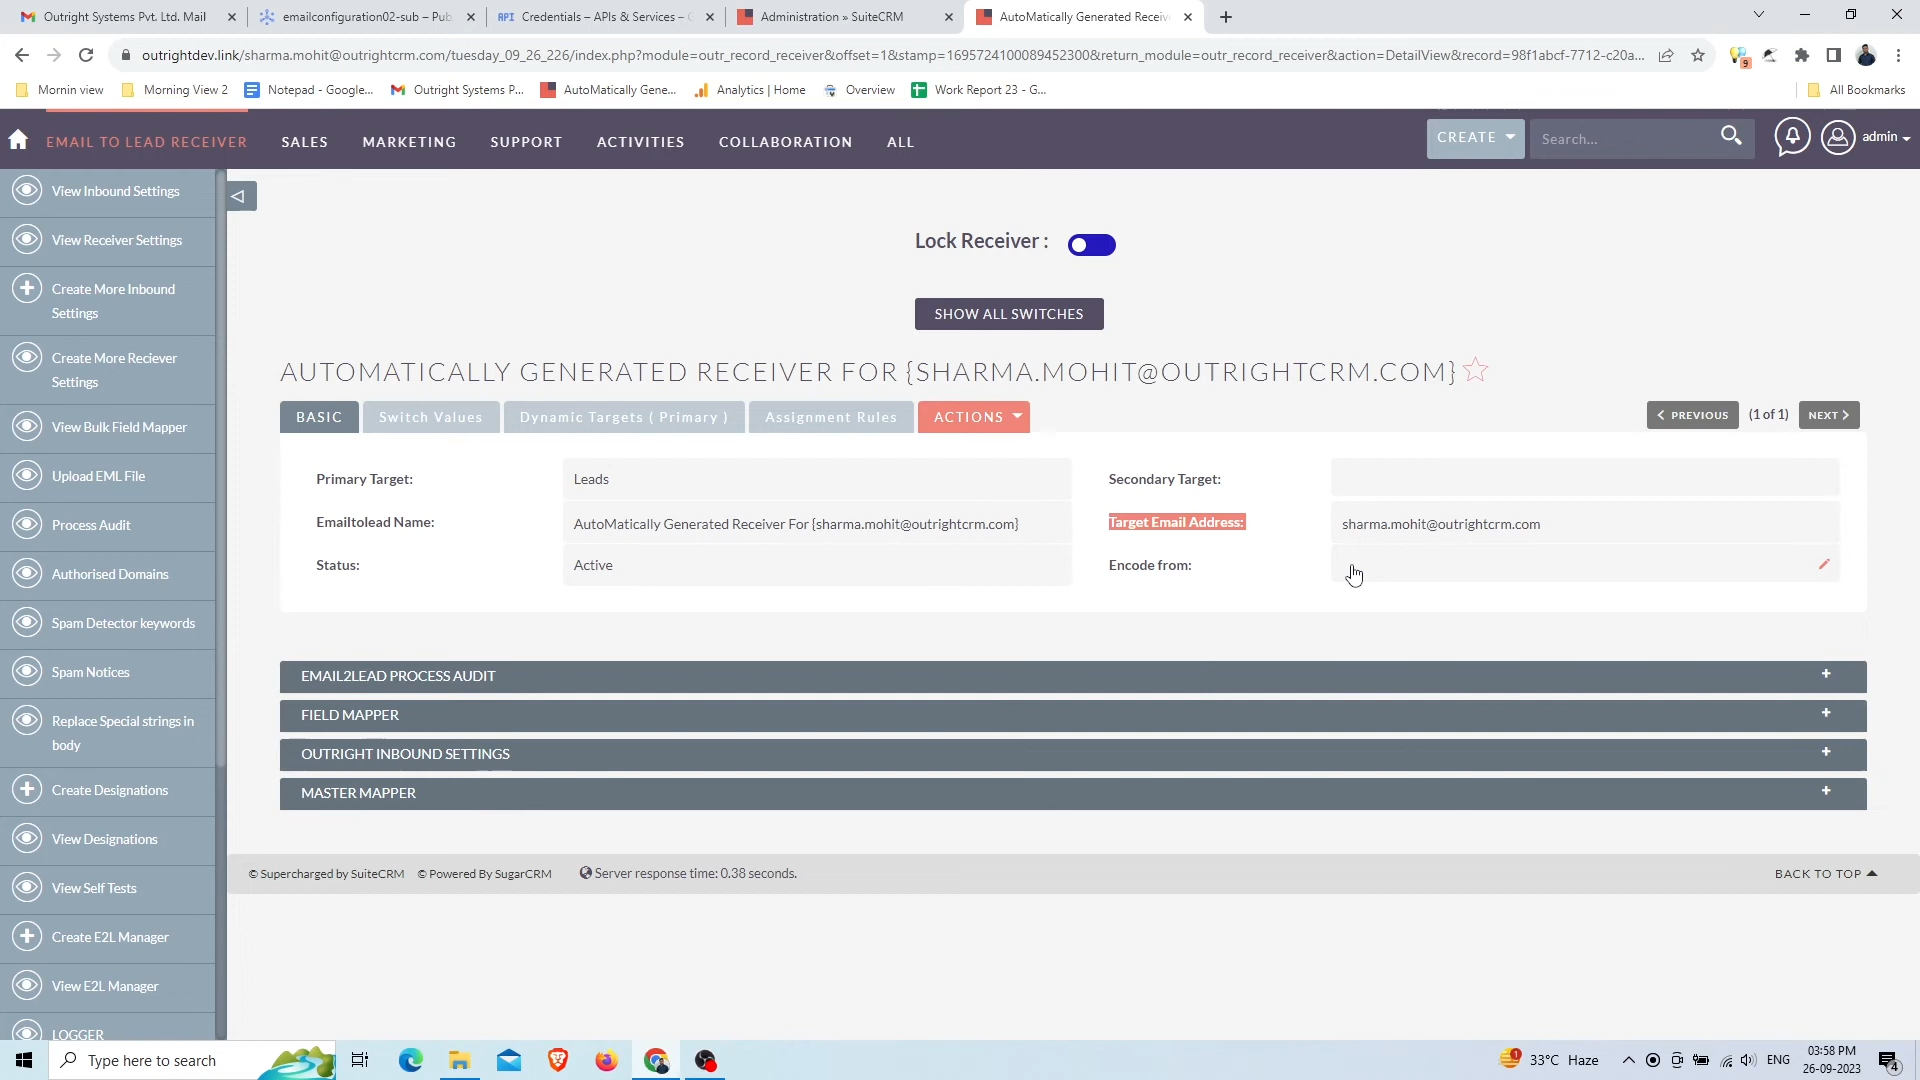 Outright Systems Pvt. Ltd. Mail
emailconfiguration02-sub – Pub
API Credentials – APIs & Services –
Administration » SuiteCRM
AutoMatically Generated Receiv
outrightdev.link/sharma.mohit@outrightcrm.com/tuesday_09_26_226/index.php?module=outr_record_receiver&offset=1&stamp=1695724100089452300&return_module=outr_record_receiver&action=DetailView&record=98f1abcf-7712-c20a...
9
Mornin view
Morning View 2
Notepad - Google...
Outright Systems P...
AutoMatically Gene...
Analytics | Home
Overview
Work Report 23 - G...
All Bookmarks
EMAIL TO LEAD RECEIVER
SALES
MARKETING
SUPPORT
ACTIVITIES
COLLABORATION
ALL
CREATE
Search...
admin
View Inbound Settings
View Receiver Settings
Create More Inbound
Settings
Create More Reciever
Settings
View Bulk Field Mapper
Upload EML File
Process Audit
Authorised Domains
Spam Detector keywords
Spam Notices
Replace Special strings in
body
Create Designations
View Designations
View Self Tests
Create E2L Manager
View E2L Manager
LOGGER
Lock Receiver :
SHOW ALL SWITCHES
AUTOMATICALLY GENERATED RECEIVER FOR {SHARMA.MOHIT@OUTRIGHTCRM.COM}
BASIC
Switch Values
Dynamic Targets ( Primary )
Assignment Rules
ACTIONS
PREVIOUS
(1 of 1)
NEXT
Primary Target:
Leads
Secondary Target:
Emailtolead Name:
AutoMatically Generated Receiver For {sharma.mohit@outrightcrm.com}
Target Email Address:
sharma.mohit@outrightcrm.com
Status:
Active
Encode from:
EMAIL2LEAD PROCESS AUDIT
FIELD MAPPER
OUTRIGHT INBOUND SETTINGS
MASTER MAPPER
© Supercharged by SuiteCRM
© Powered By SugarCRM
Server response time: 0.38 seconds.
BACK TO TOP
Type here to search
1
33°C Haze
ENG
03:58 PM
26-09-2023
4